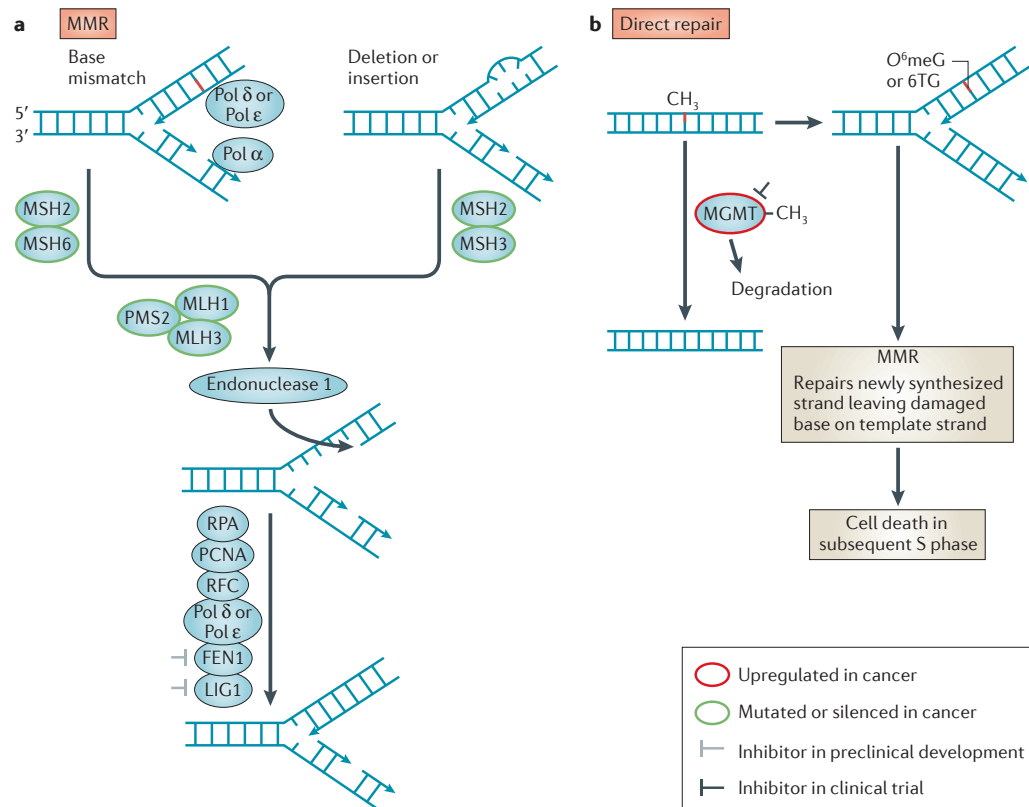 a MMR
Base
mismatch
Deletion or
insertion
5′
3′
Pol δ or
Pol ε
Pol α
MSH2
MSH6
MSH2
MSH3
PMS2
MLH1
MLH3
Endonuclease 1
RPA
PCNA
RFC
Pol δ or
Pol ε
FEN1
LIG1
b Direct repair
CH₃
O⁶meG
or 6TG
MGMT
CH₃
Degradation
MMR
Repairs newly synthesized
strand leaving damaged
base on template strand
Cell death in
subsequent S phase
Upregulated in cancer
Mutated or silenced in cancer
Inhibitor in preclinical development
Inhibitor in clinical trial